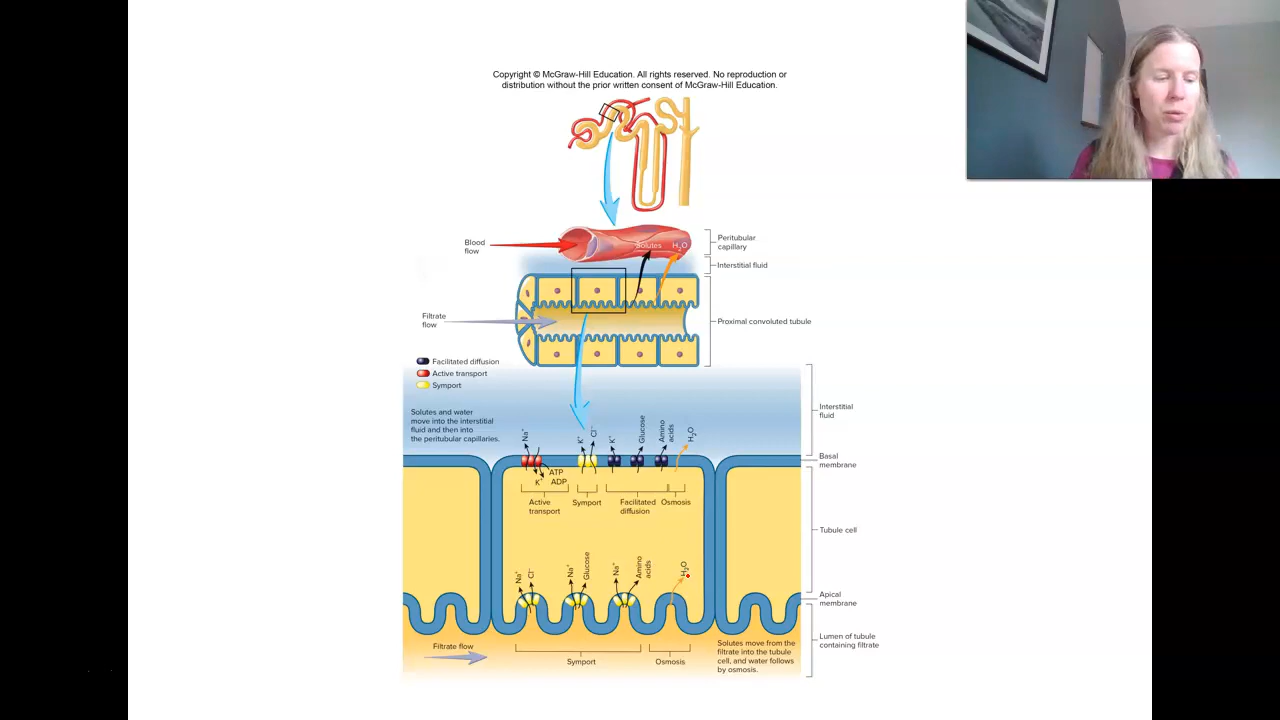 Copyright © McGraw-Hill Education. All rights reserved. No reproduction or
distribution without the prior written consent of McGraw-Hill Education.
Blood
flow
Solutes
H₂O
Peritubular
capillary
Interstitial fluid
Filtrate
flow
Proximal convoluted tubule
Facilitated diffusion
Active transport
Symport
Solutes and water
move into the interstitial
fluid and then into
the peritubular capillaries.
Na⁺
K⁺
Cl⁻
K⁺
Glucose
Amino
acids
H₂O
Interstitial
fluid
Basal
membrane
ATP
ADP
K⁺
Active
transport
Symport
Facilitated
diffusion
Osmosis
Tubule cell
Na⁺
Cl⁻
Na⁺
Glucose
Na⁺
Amino
acids
H₂O
Apical
membrane
Filtrate flow
Symport
Osmosis
Solutes move from the
filtrate into the tubule
cell, and water follows
by osmosis.
Lumen of tubule
containing filtrate